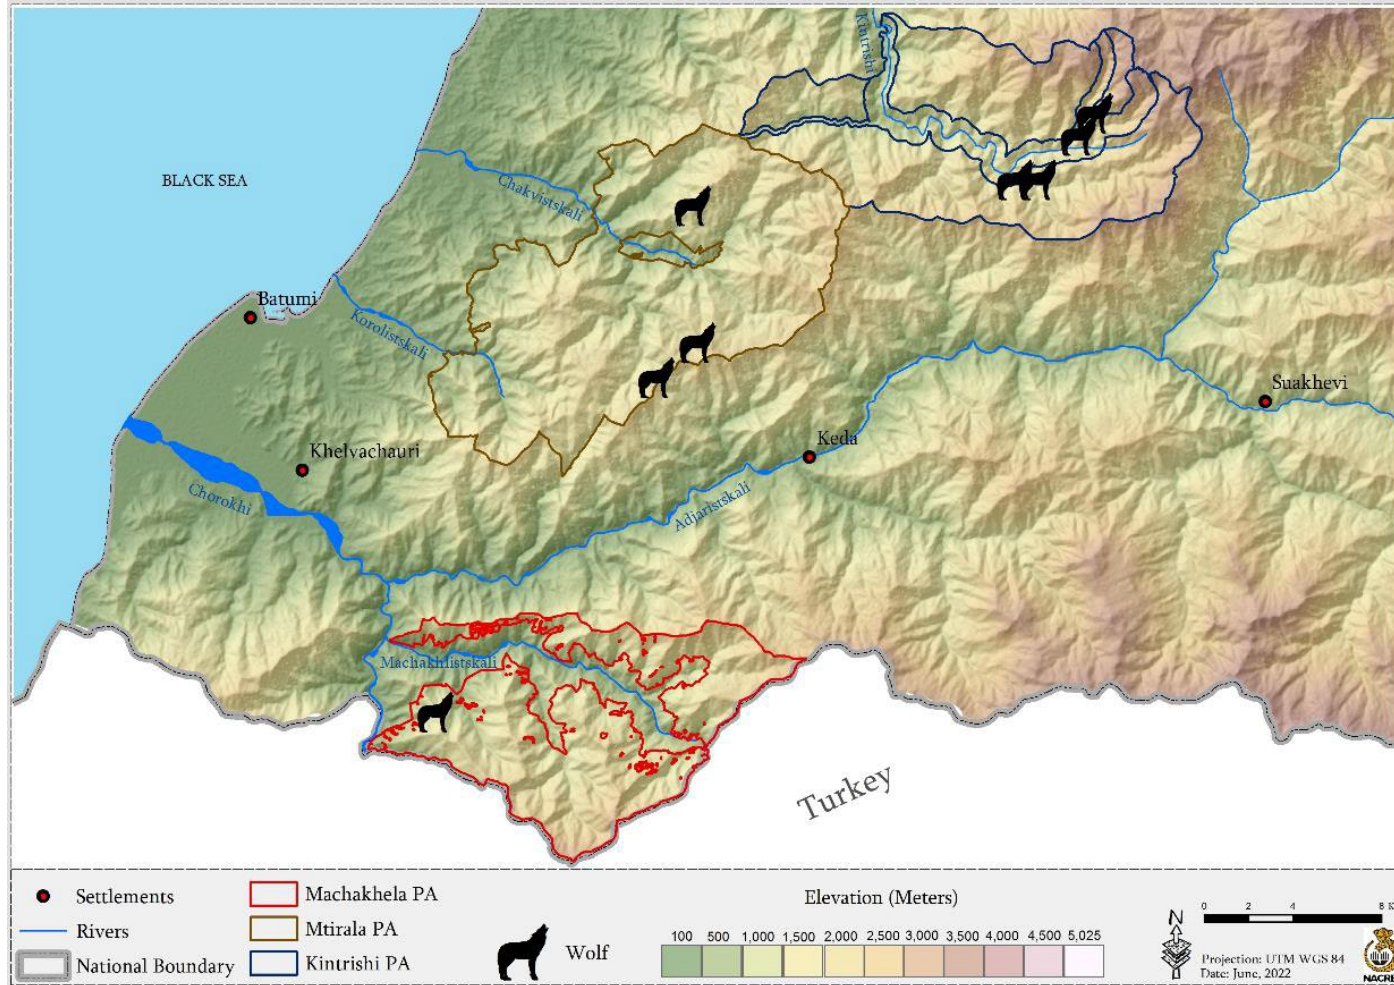 Kintrishi
BLACK SEA
Chakvistskali
Batumi
Korolistskali
Suakhevi
Keda
Khelvachauri
Chorokhi
Adjaristskali
Machakhlistskali
Turkey
Settlements
Rivers
National Boundary
Machakhela PA
Mtirala PA
Kintrishi PA
Wolf
Elevation (Meters)
100 500 1,000 1,500 2,000 2,500 3,000 3,500 4,000 4,500 5,025
N
0 2 4 8 K
Projection: UTM WGS 84
Date: June, 2022
NACRES